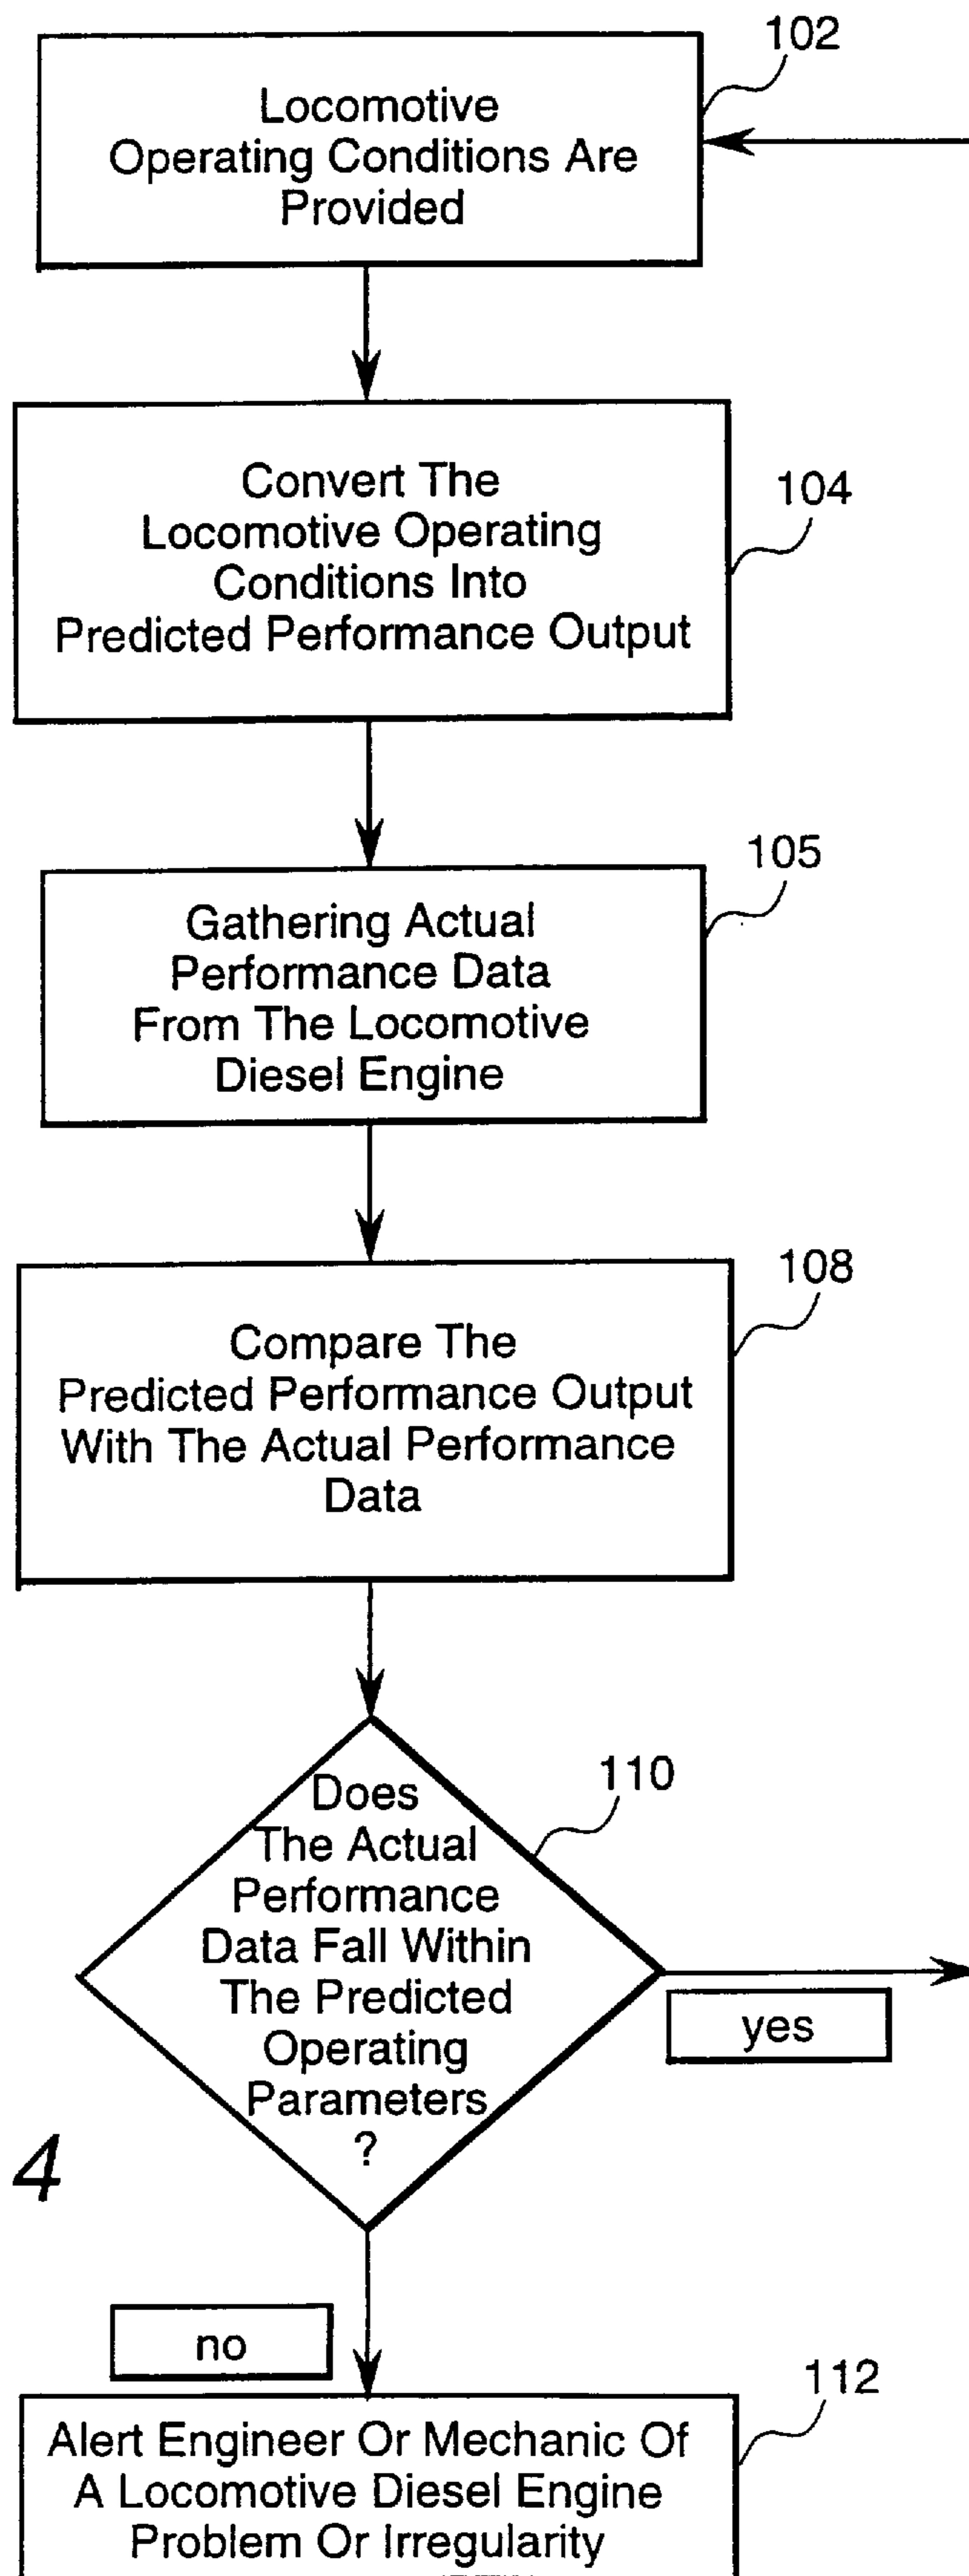 102
Locomotive
Operating Conditions Are
Provided
Convert The
Locomotive Operating
Conditions Into
Predicted Performance Output
104
105
Gathering Actual
Performance Data
From The Locomotive
Diesel Engine
108
Compare The
Predicted Performance Output
With The Actual Performance
Data
110
Does
The Actual
Performance
Data Fall Within
The Predicted
Operating
Parameters
?
yes
4
no
112
Alert Engineer Or Mechanic Of
A Locomotive Diesel Engine
Problem Or Irregularity